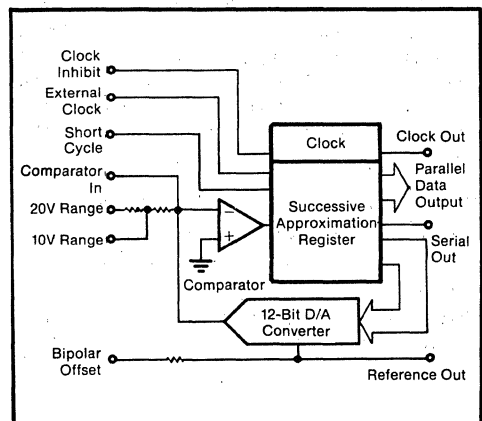 Clock
Inhibit
External
Clock
Short
Cycle
Comparator
In
20V Range
10V Range
−
+
Comparator
Clock
Successive
Approximation
Register
Clock Out
Parallel
Data
Output
Serial
Out
12-Bit D/A
Converter
Bipolar
Offset
Reference Out